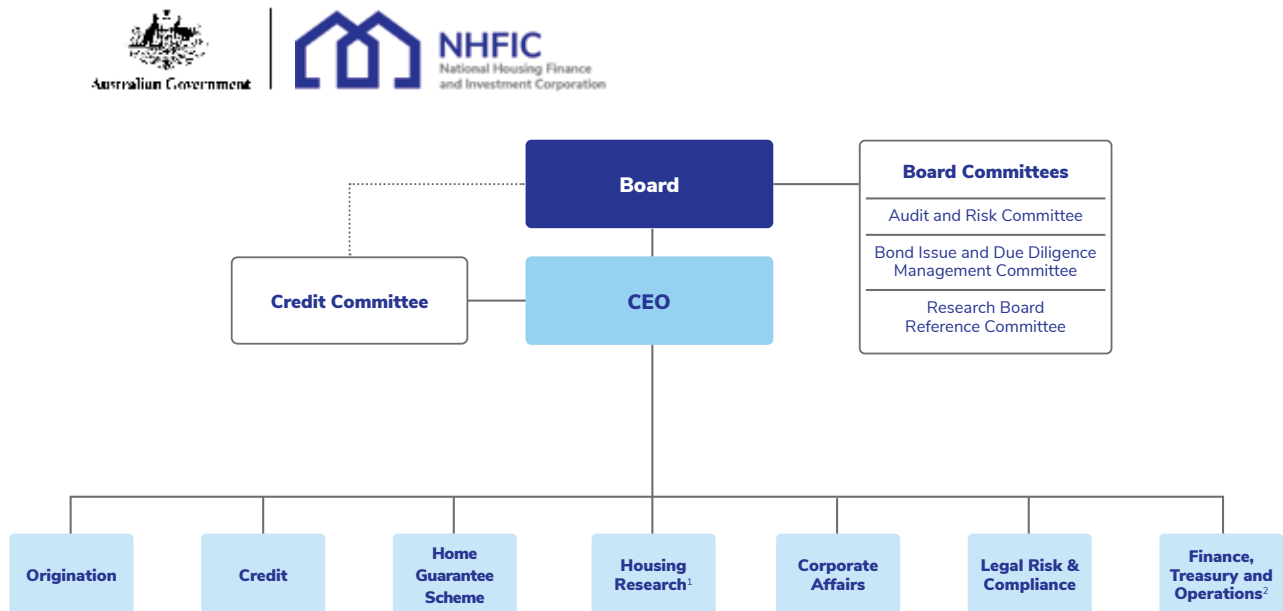 Australian Government
NHFIC
National Housing Finance
and Investment Corporation
Board
Board Committees
Audit and Risk Committee
Bond Issue and Due Diligence
Management Committee
Research Board
Reference Committee
Credit Committee
CEO
Origination
Credit
Home
Guarantee
Scheme
Housing
Research¹
Corporate
Affairs
Legal Risk &
Compliance
Finance,
Treasury and
Operations²